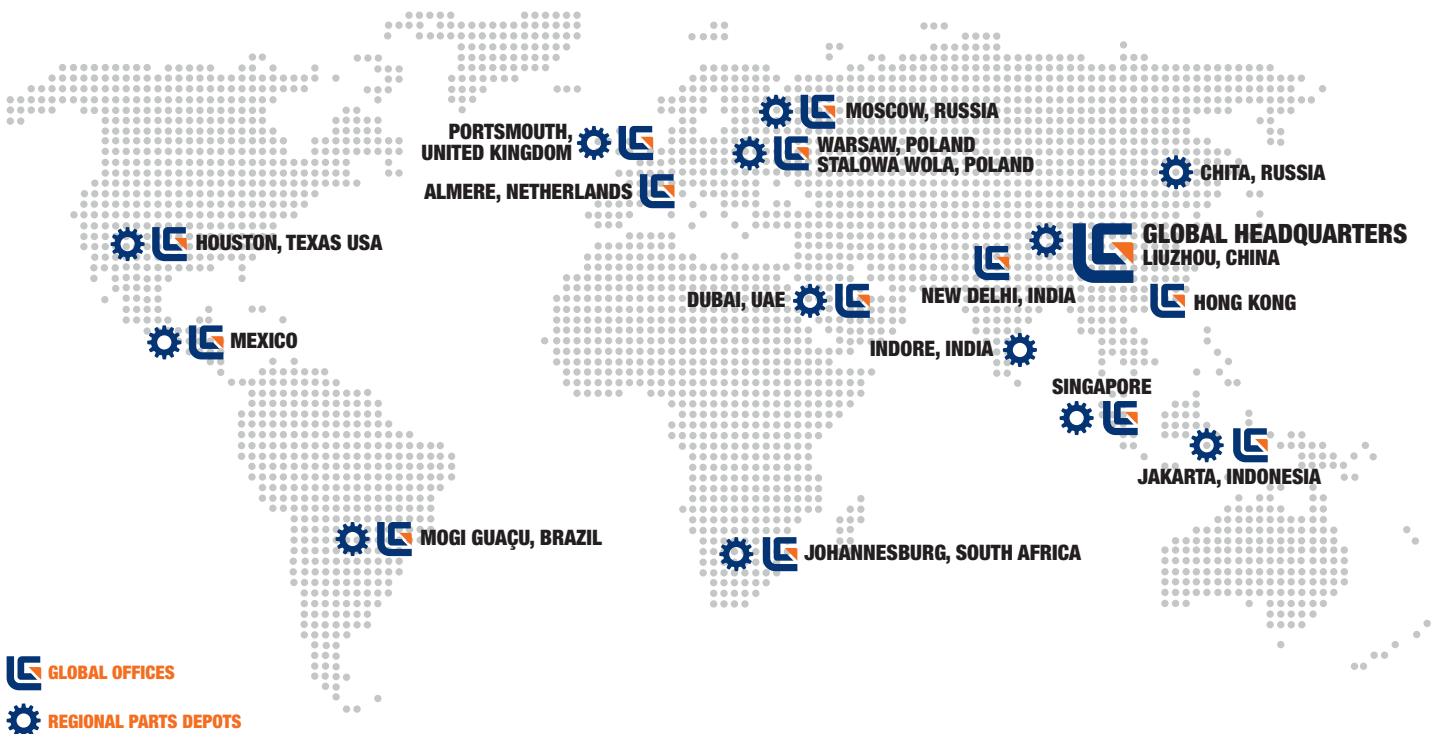 MOSCOW, RUSSIA
PORTSMOUTH,
UNITED KINGDOM
WARSAW, POLAND
STALOWA WOLA, POLAND
CHITA, RUSSIA
ALMERE, NETHERLANDS
HOUSTON, TEXAS USA
GLOBAL HEADQUARTERS
LIUZHOU, CHINA
DUBAI, UAE
NEW DELHI, INDIA
HONG KONG
MEXICO
INDORE, INDIA
SINGAPORE
JAKARTA, INDONESIA
MOGI GUAÇU, BRAZIL
JOHANNESBURG, SOUTH AFRICA
GLOBAL OFFICES
REGIONAL PARTS DEPOTS